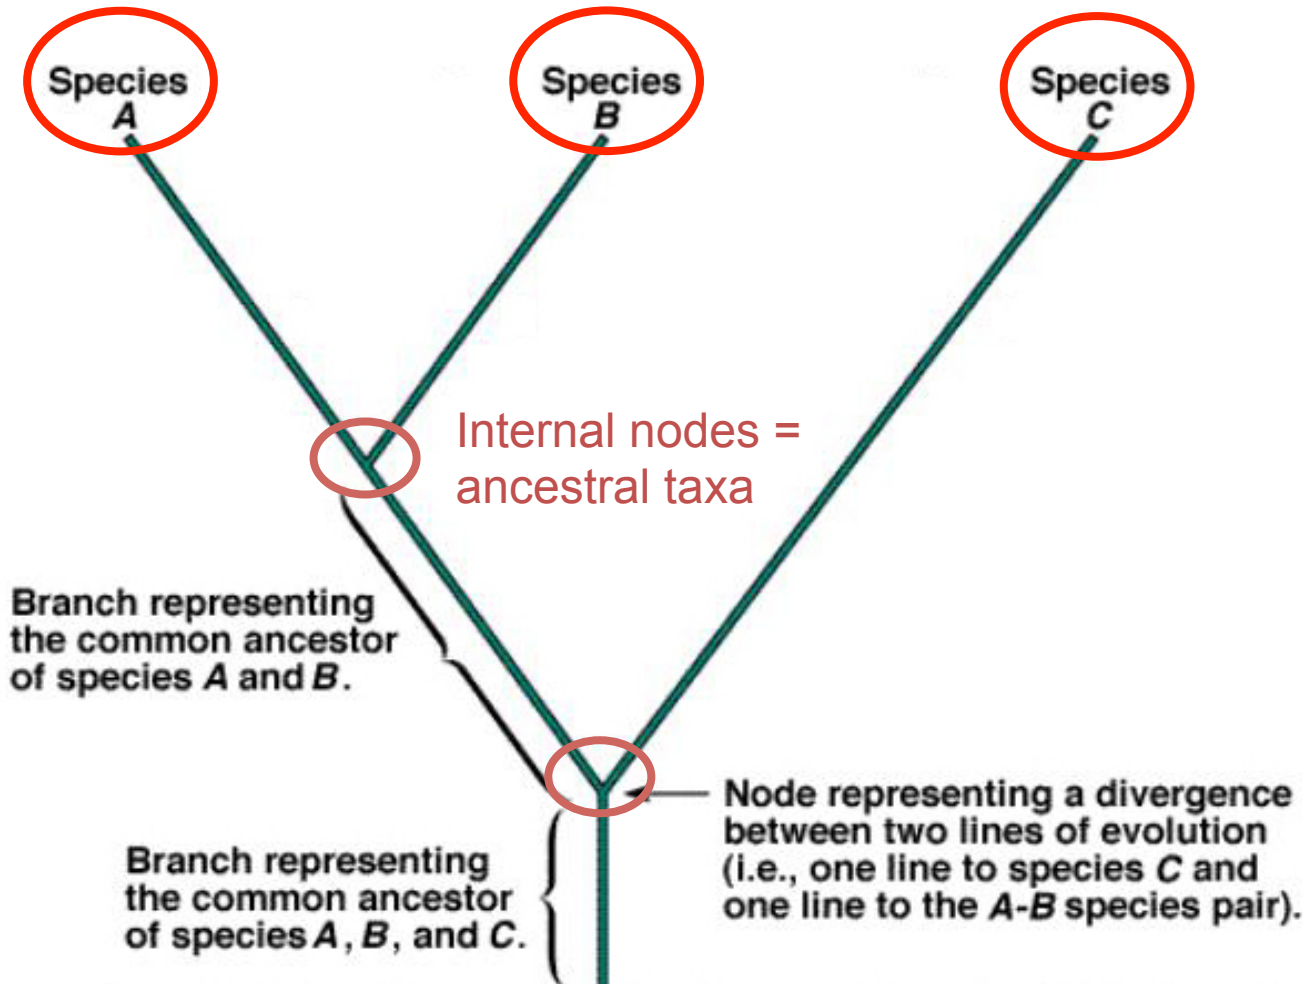 Species
A
Species
B
Species
C
Internal nodes =
ancestral taxa
Branch representing
the common ancestor
of species A and B.
Node representing a divergence
between two lines of evolution
(i.e., one line to species C and
one line to the A-B species pair).
Branch representing
the common ancestor
of species A, B, and C.